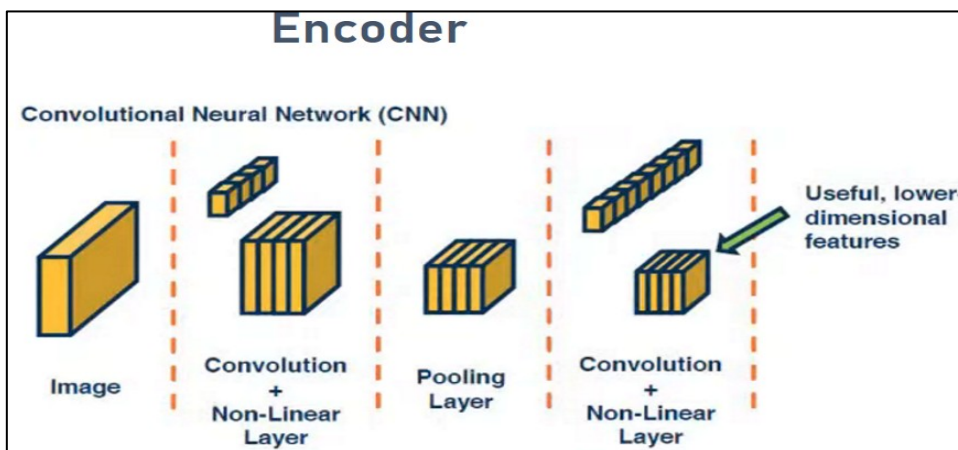 Encoder
Convolutional Neural Network (CNN)
Useful, lower
dimensional
features
Image
Convolution
+
Non-Linear
Layer
Pooling
Layer
Convolution
+
Non-Linear
Layer